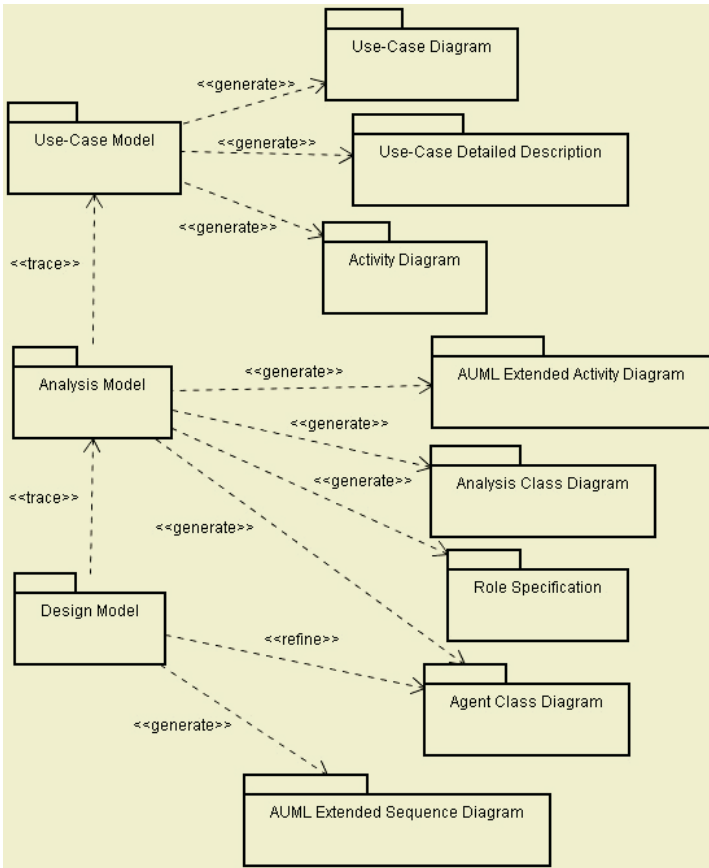 Use-Case Diagram
<<generate>>
Use-Case Model
<<generate>>
Use-Case Detailed Description
<<generate>>
Activity Diagram
<<trace>>
Analysis Model
<<generate>>
AUML Extended Activity Diagram
<<generate>>
Analysis Class Diagram
<<generate>>
<<trace>>
<<generate>>
Role Specification
Design Model
<<refine>>
Agent Class Diagram
<<generate>>
AUML Extended Sequence Diagram